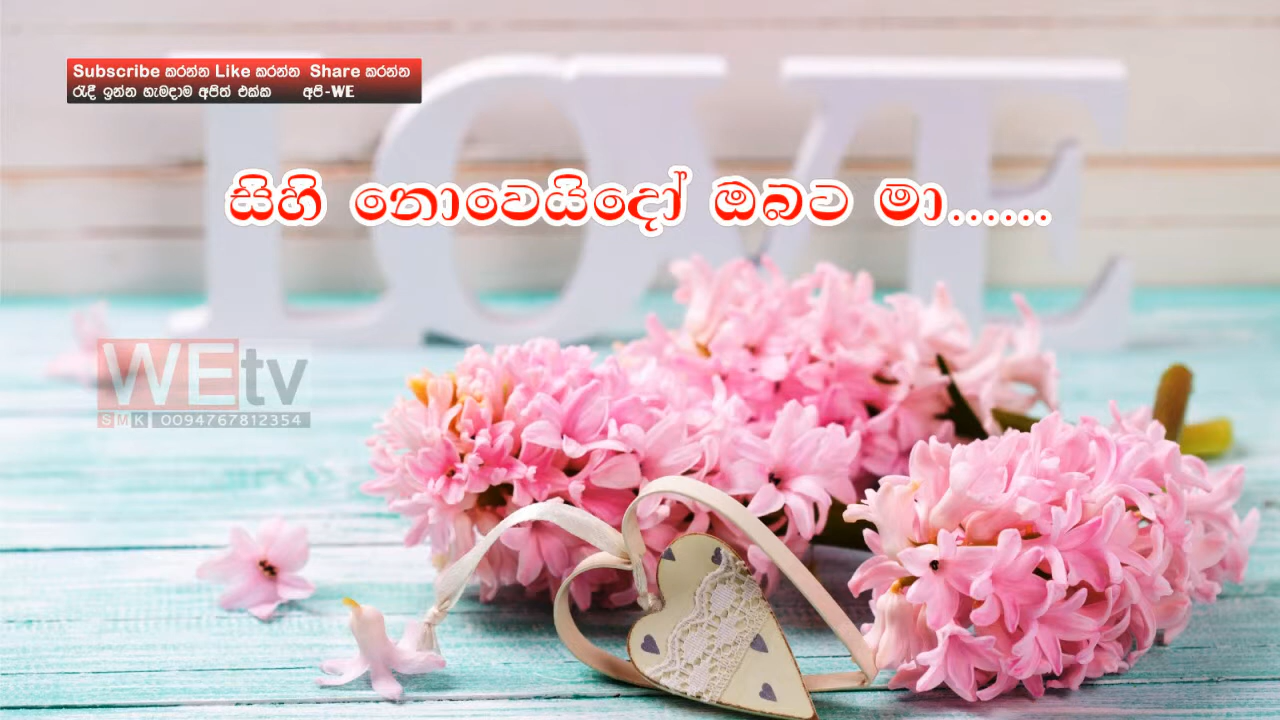 LOVE
Subscribe කරන්න Like කරන්න Share කරන්න
රැදී ඉන්න හැමදාම අපිත් එක්ක අපි-WE
සිහි නොවෙයිදෝ ඔබට මා......
WEtv
SMK 0094767812354